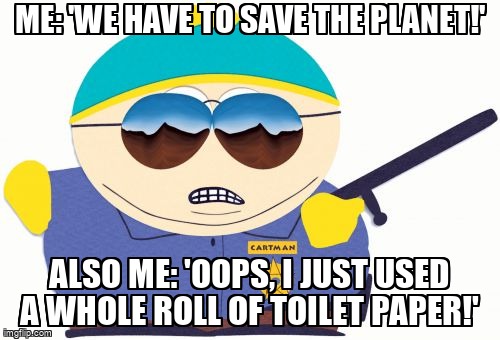 ME: 'WE HAVE TO SAVE THE PLANET!'
CARTMAN
ALSO ME: 'OOPS, I JUST USED
A WHOLE ROLL OF TOILET PAPER!'
imgflip.com